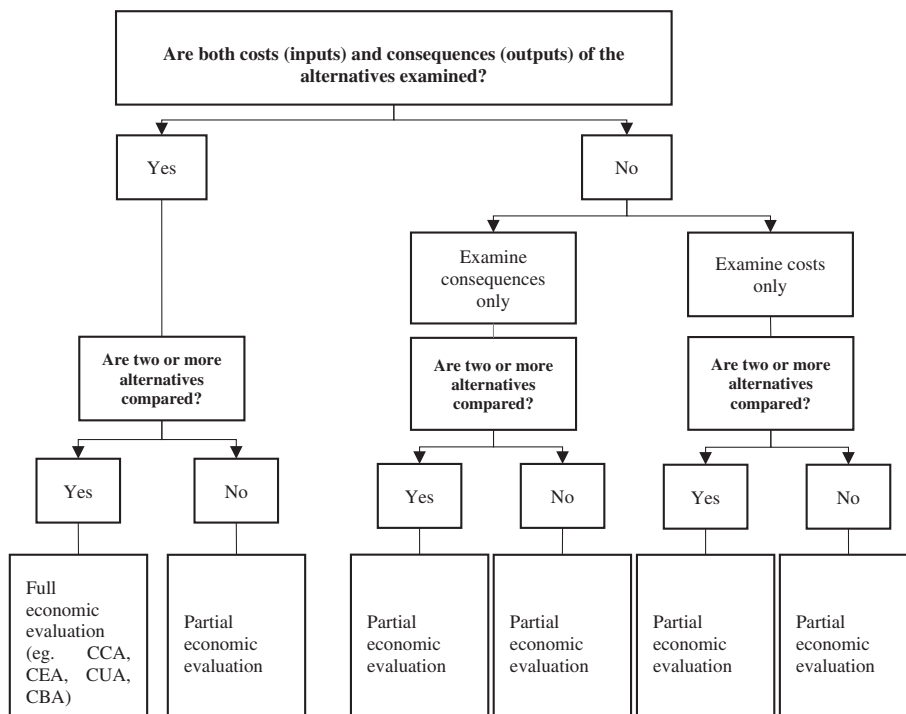 Are both costs (inputs) and consequences (outputs) of the
alternatives examined?
Yes
No
Examine
consequences
only
Examine costs
only
Are two or more
alternatives
compared?
Are two or more
alternatives
compared?
Are two or more
alternatives
compared?
Yes
No
Yes
No
Yes
No
Full
economic
evaluation
(eg. CCA,
CEA, CUA,
CBA)
Partial
economic
evaluation
Partial
economic
evaluation
Partial
economic
evaluation
Partial
economic
evaluation
Partial
economic
evaluation